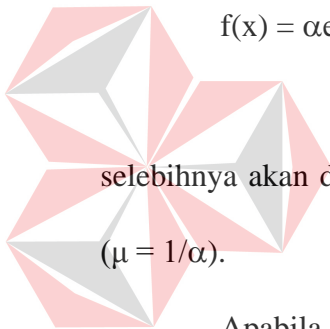 f(x) = αe
selebihnya akan d
(μ = 1/α).
Apabila